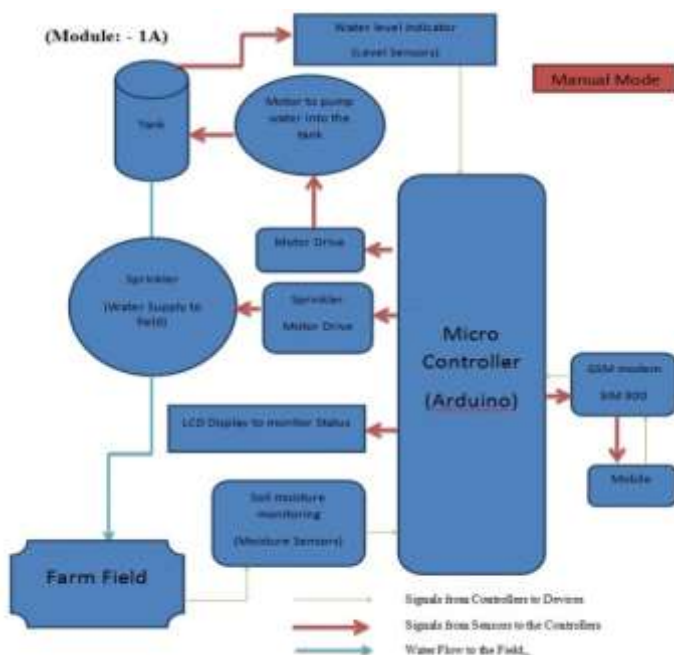 (Module: - 1A)
Water level indicator
(Level Sensors)
Manual Mode
Tank
Motor to pump
water into the
tank
Motor Drive
Sprinkler
(Water Supply to
field)
Sprinkler
Motor Drive
Micro
Controller
(Arduino)
GSM modem
SIM 900
LCD Display to monitor Status
Mobile
Soil moisture
monitoring
(Moisture Sensors)
Farm Field
Signals from Controllers to Devices
Signals from Sensors to the Controllers
Water Flow to the Field